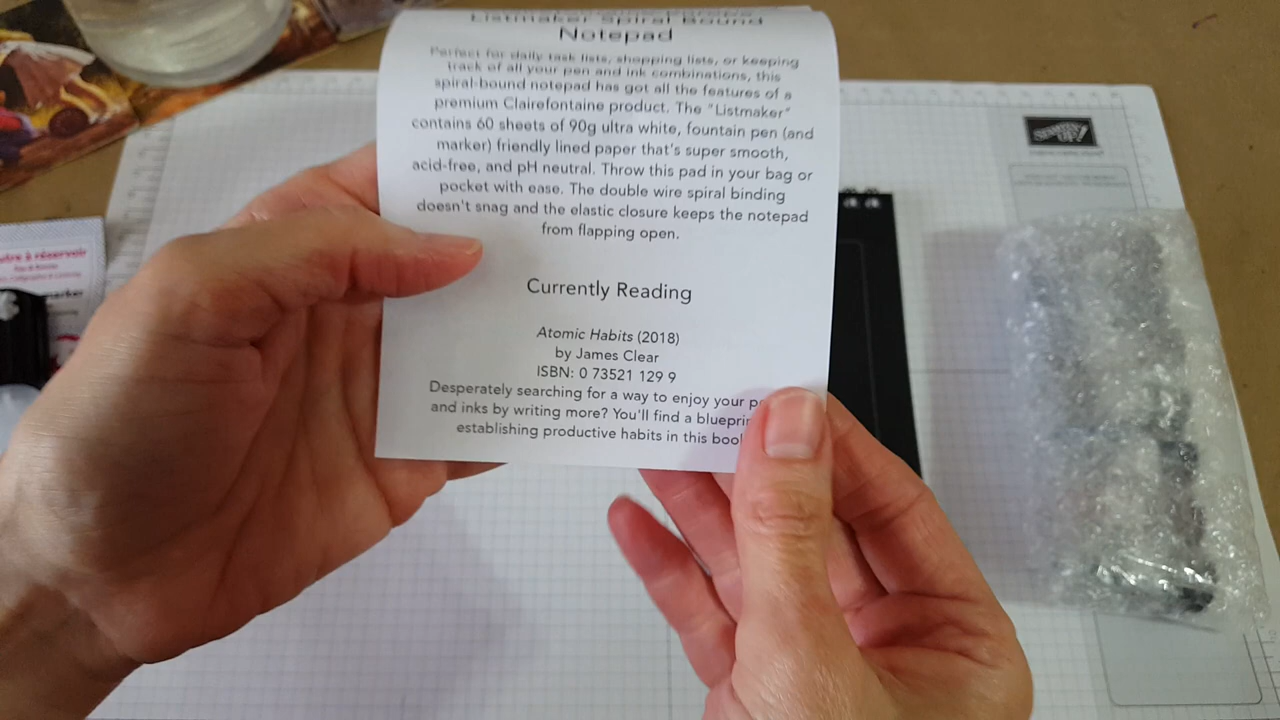 Listmaker Spiral Bound
Notepad
Perfect for daily task lists, shopping lists, or keeping
track of all your pen and ink combinations, this
spiral-bound notepad has got all the features of a
premium Clairefontaine product. The "Listmaker"
contains 60 sheets of 90g ultra white, fountain pen (and
marker) friendly lined paper that's super smooth,
acid-free, and pH neutral. Throw this pad in your bag or
pocket with ease. The double wire spiral binding
doesn't snag and the elastic closure keeps the notepad
from flapping open.
Currently Reading
Atomic Habits (2018)
by James Clear
ISBN: 0 73521 129 9
Desperately searching for a way to enjoy your
and inks by writing more? You'll find a
establishing productive habits in this
STAMPIN' UP!
à réservoir